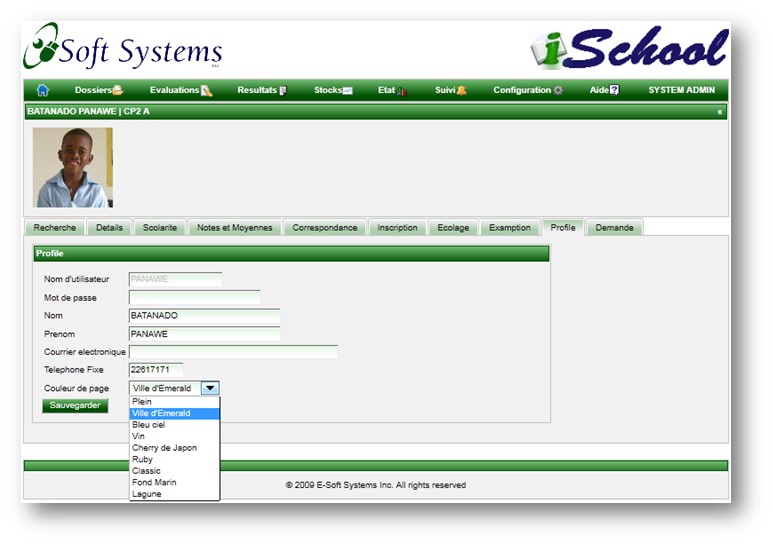 Soft Systems Inc.
iSchool
Dossiers Evaluations Resultats Stocks Etat Suivi Configuration Aide SYSTEM ADMIN
BATANADO PANAWE | CP2 A «
Recherche Details Scolarite Notes et Moyennes Correspondance Inscription Ecolage Examption Profile Demande
Profile
Nom d'utilisateur PANAWE
Mot de passe
Nom BATANADO
Prenom PANAWE
Courrier electronique
Telephone Fixe 22617171
Couleur de page Ville d'Emerald
Sauvegarder
Plein
Ville d'Emerald
Bleu ciel
Vin
Cherry de Japon
Ruby
Classic
Fond Marin
Lagune
© 2009 E-Soft Systems Inc. All rights reserved